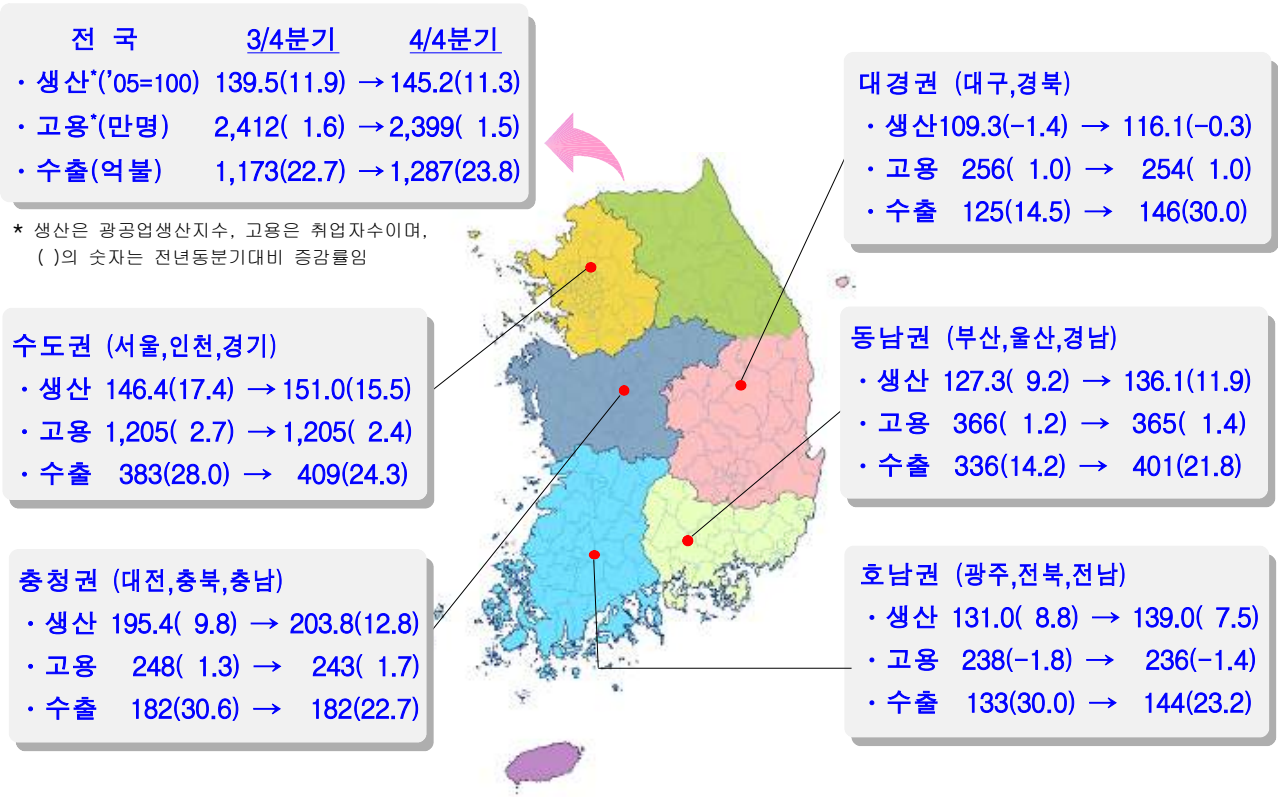 전 국 3/4분기 4/4분기
· 생산*('05=100) 139.5(11.9) → 145.2(11.3)
· 고용*(만명) 2,412( 1.6) → 2,399( 1.5)
· 수출(억불) 1,173(22.7) → 1,287(23.8)
* 생산은 광공업생산지수, 고용은 취업자수이며,
( )의 숫자는 전년동분기대비 증감률임
대경권 (대구,경북)
· 생산109.3(-1.4) → 116.1(-0.3)
· 고용 256( 1.0) → 254( 1.0)
· 수출 125(14.5) → 146(30.0)
수도권 (서울,인천,경기)
· 생산 146.4(17.4) → 151.0(15.5)
· 고용 1,205( 2.7) → 1,205( 2.4)
· 수출 383(28.0) → 409(24.3)
동남권 (부산,울산,경남)
· 생산 127.3( 9.2) → 136.1(11.9)
· 고용 366( 1.2) → 365( 1.4)
· 수출 336(14.2) → 401(21.8)
충청권 (대전,충북,충남)
· 생산 195.4( 9.8) → 203.8(12.8)
· 고용 248( 1.3) → 243( 1.7)
· 수출 182(30.6) → 182(22.7)
호남권 (광주,전북,전남)
· 생산 131.0( 8.8) → 139.0( 7.5)
· 고용 238(-1.8) → 236(-1.4)
· 수출 133(30.0) → 144(23.2)